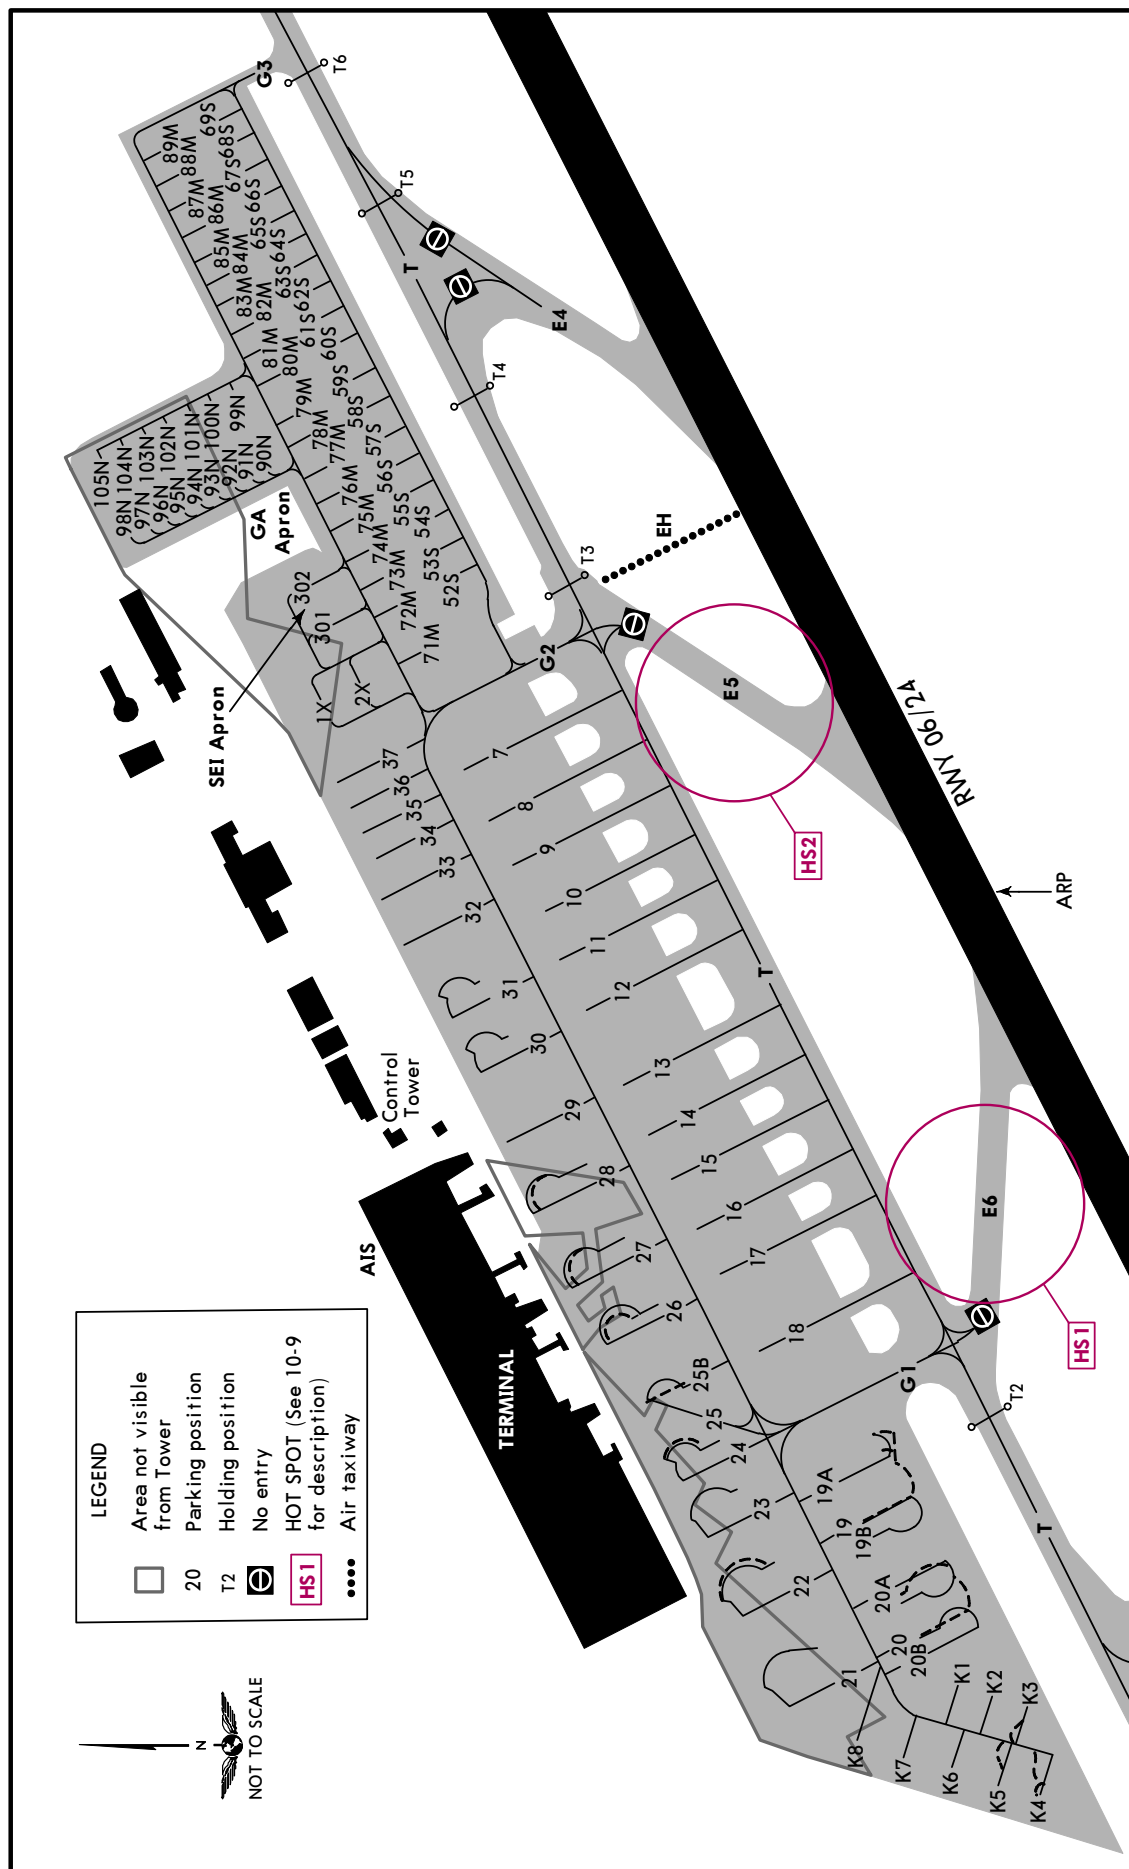 G3
T6
89M
88M
69S
68S
67S
87M
86M
66S
65S
85M
84M
64S
63S
83M
82M
62S
61S
81M
80M
60S
59S
79M
78M
58S
77M
57S
76M
56S
75M
55S
74M
54S
73M
53S
72M
52S
71M
T5
T
E4
T4
105N
98N
104N
97N
103N
96N
102N
95N
101N
94N
100N
93N
99N
92N
91N
90N
GA
Apron
302
301
1X
2X
SEI Apron
T3
EH
G2
E5
HS2
RWY 06/24
ARP
37
36
35
34
33
32
31
30
29
28
27
26
25B
25
24
23
22
21
7
8
9
10
11
12
13
14
15
16
17
18
T
Control
Tower
AIS
TERMINAL
E6
HS1
G1
T2
T
19A
19
19B
20A
20
20B
K1
K2
K3
K4
K5
K6
K7
K8
LEGEND
Area not visible
from Tower
20 Parking position
T2 Holding position
No entry
HS1 HOT SPOT (See 10-9
for description)
Air taxiway
N
NOT TO SCALE